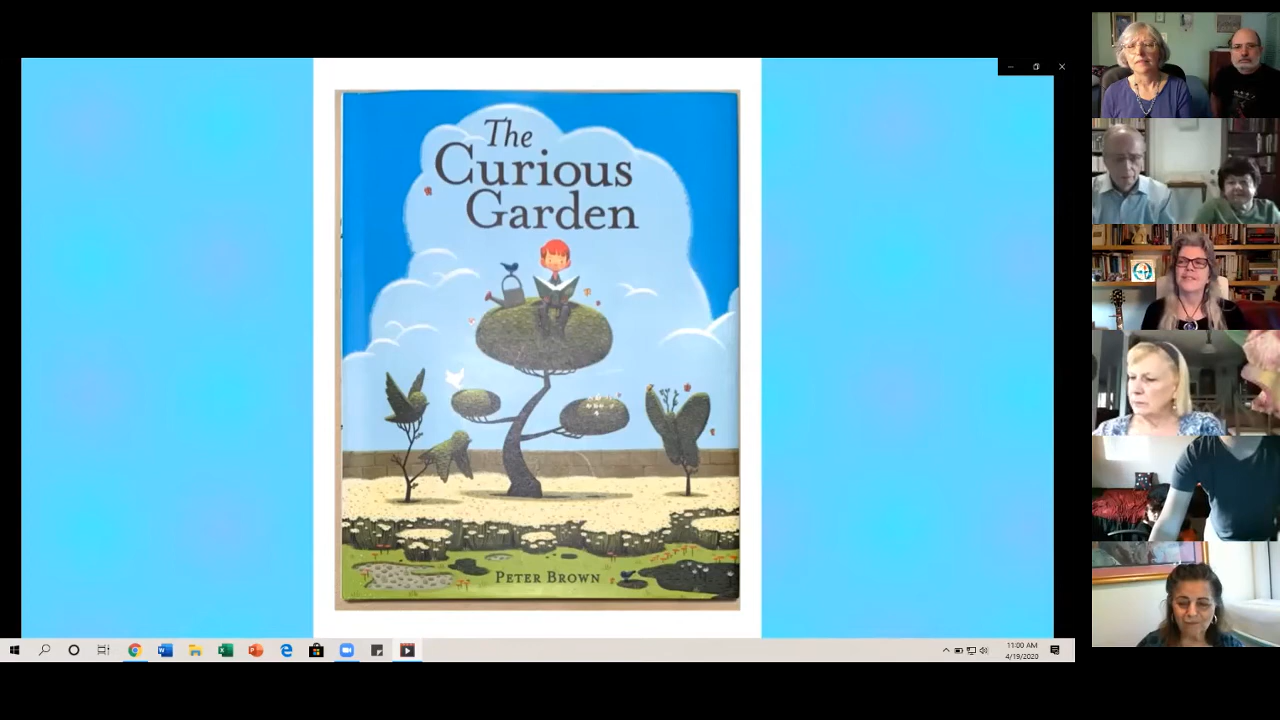 The
Curious
Garden
PETER BROWN
11:00 AM
4/19/2020